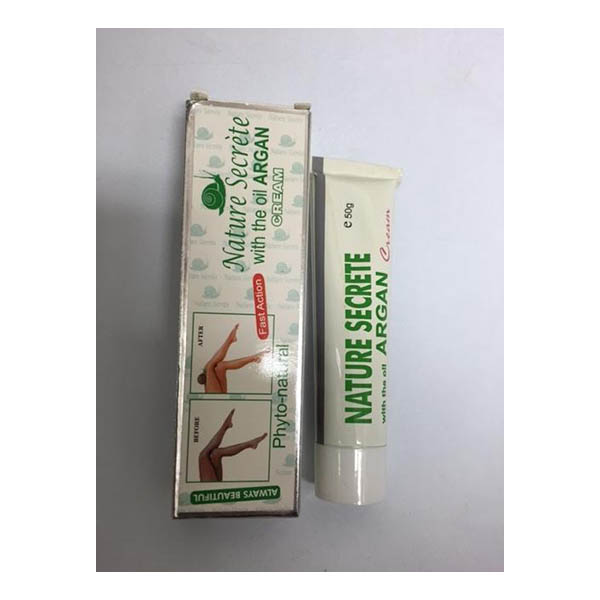 Nature Secrète
with the oil ARGAN
CREAM
Fast Action
Phyto-natural
AFTER
BEFORE
ALWAYS BEAUTIFUL
e 50g
NATURE SECRETE
with the oil ARGAN Cream